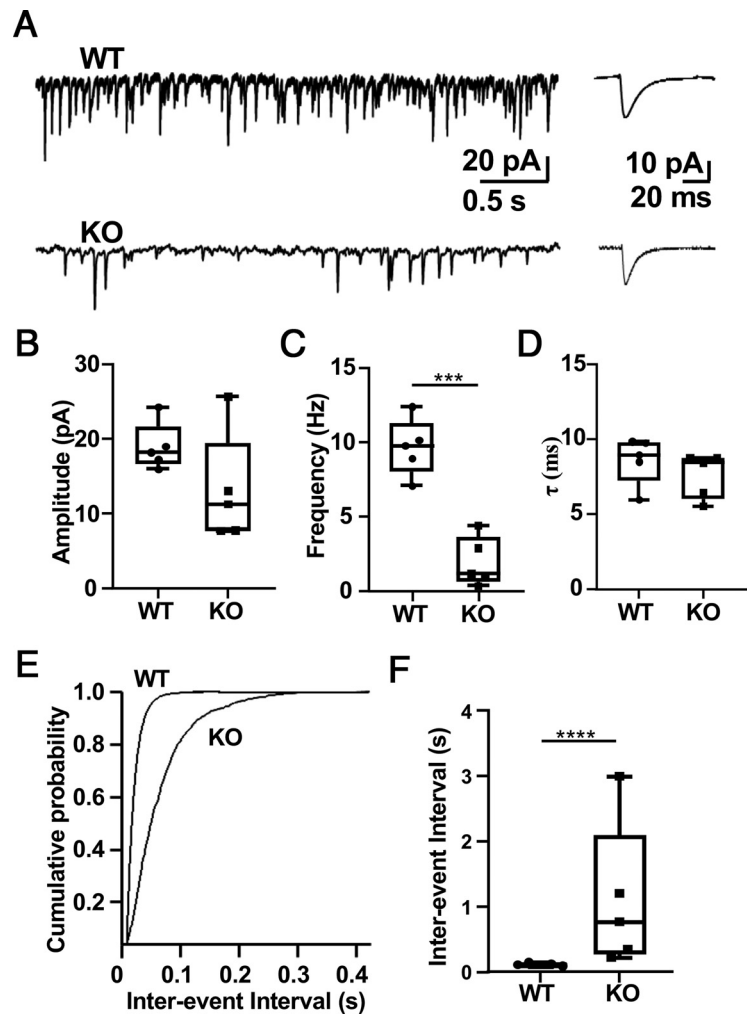 A
WT
20 pA
0.5 s
10 pA
20 ms
KO
B
Amplitude (pA)
30
20
10
0
WT KO
C
Frequency (Hz)
15
10
5
0
***
WT KO
D
τ (ms)
15
10
5
0
WT KO
E
Cumulative probability
1.0
0.8
0.6
0.4
0.2
WT
KO
0 0.1 0.2 0.3 0.4
Inter-event Interval (s)
F
Inter-event Interval (s)
4
3
2
1
0
****
WT KO